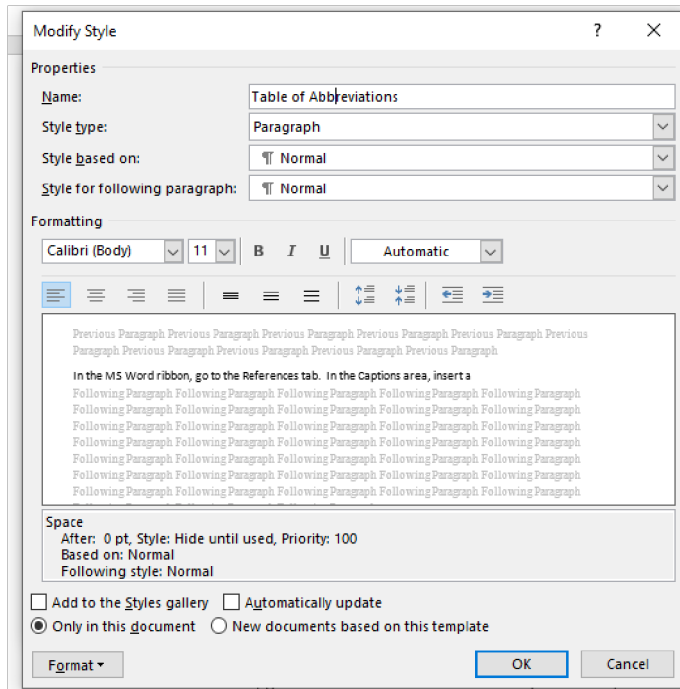 Modify Style
?
Properties
Name:
Table of Abbreviations
Style type:
Paragraph
Style based on:
¶ Normal
Style for following paragraph:
¶ Normal
Formatting
Calibri (Body) 11 B I U Automatic
Previous Paragraph Previous Paragraph Previous Paragraph Previous Paragraph Previous Paragraph Previous
Paragraph Previous Paragraph Previous Paragraph Previous Paragraph Previous Paragraph
In the MS Word ribbon, go to the References tab. In the Captions area, insert a
Following Paragraph Following Paragraph Following Paragraph Following Paragraph Following Paragraph
Following Paragraph Following Paragraph Following Paragraph Following Paragraph Following Paragraph
Following Paragraph Following Paragraph Following Paragraph Following Paragraph Following Paragraph
Following Paragraph Following Paragraph Following Paragraph Following Paragraph Following Paragraph
Following Paragraph Following Paragraph Following Paragraph Following Paragraph Following Paragraph
Following Paragraph Following Paragraph Following Paragraph Following Paragraph Following Paragraph
Following Paragraph Following Paragraph Following Paragraph Following Paragraph Following Paragraph
Space
After: 0 pt, Style: Hide until used, Priority: 100
Based on: Normal
Following style: Normal
Add to the Styles gallery Automatically update
Only in this document New documents based on this template
Format OK Cancel